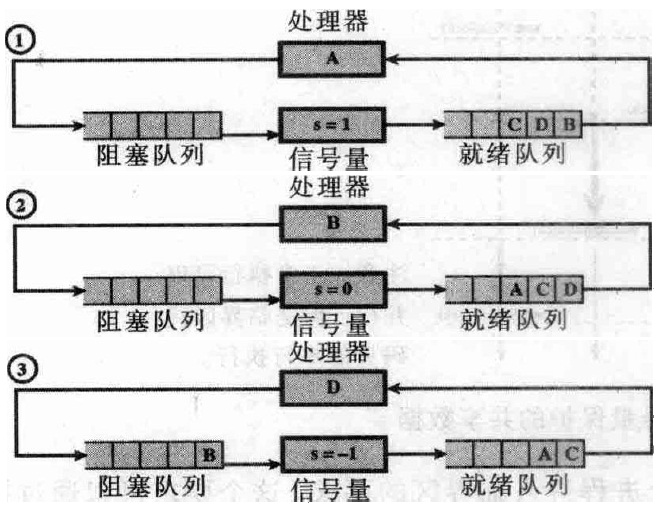 处理器
① A
s=1 C D B
阻塞队列 信号量 就绪队列
处理器
② B
s=0 A C D
阻塞队列 信号量 就绪队列
处理器
③ D
B s=-1 A C
阻塞队列 信号量 就绪队列